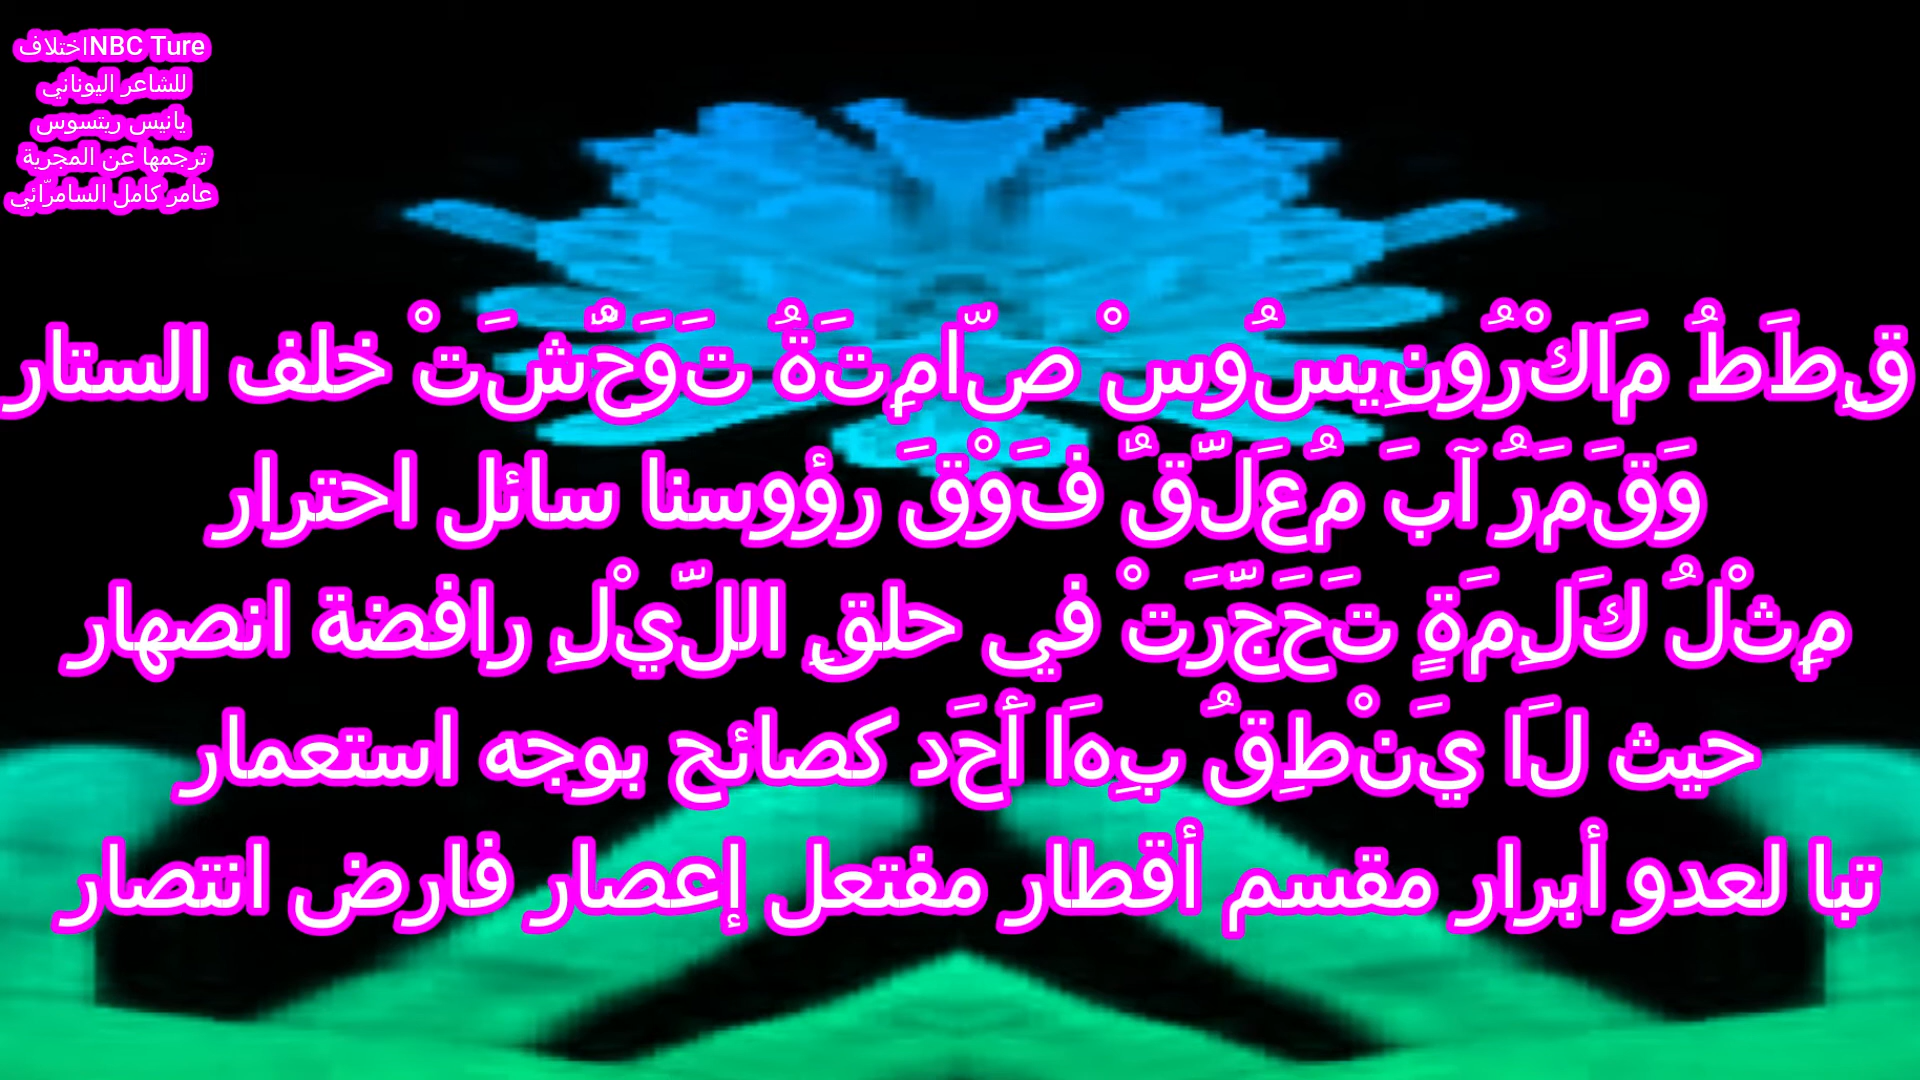 اختلافNBC Ture
للشاعر اليوناني
يانيس ريتسوس
ترجمها عن المجرية
عامر كامل السامرّائي
قِطَطُ مَاكْرُونِيسُوسْ صّامِتَةُ تَوَحٌّشَتْ خلف الستار
وَقَمَرُ آبَ مُعَلّقٌ فَوْقَ رؤوسنا سائل احترار
مِثْلُ كَلِمَةٍ تَحَجّرَتْ في حلقِ اللّيْلِ رافضة انصهار
حيث لَا يَنْطِقُ بِهَا أَحَد كصائح بوجه استعمار
تبا لعدو أبرار مقسم أقطار مفتعل إعصار فارض انتصار